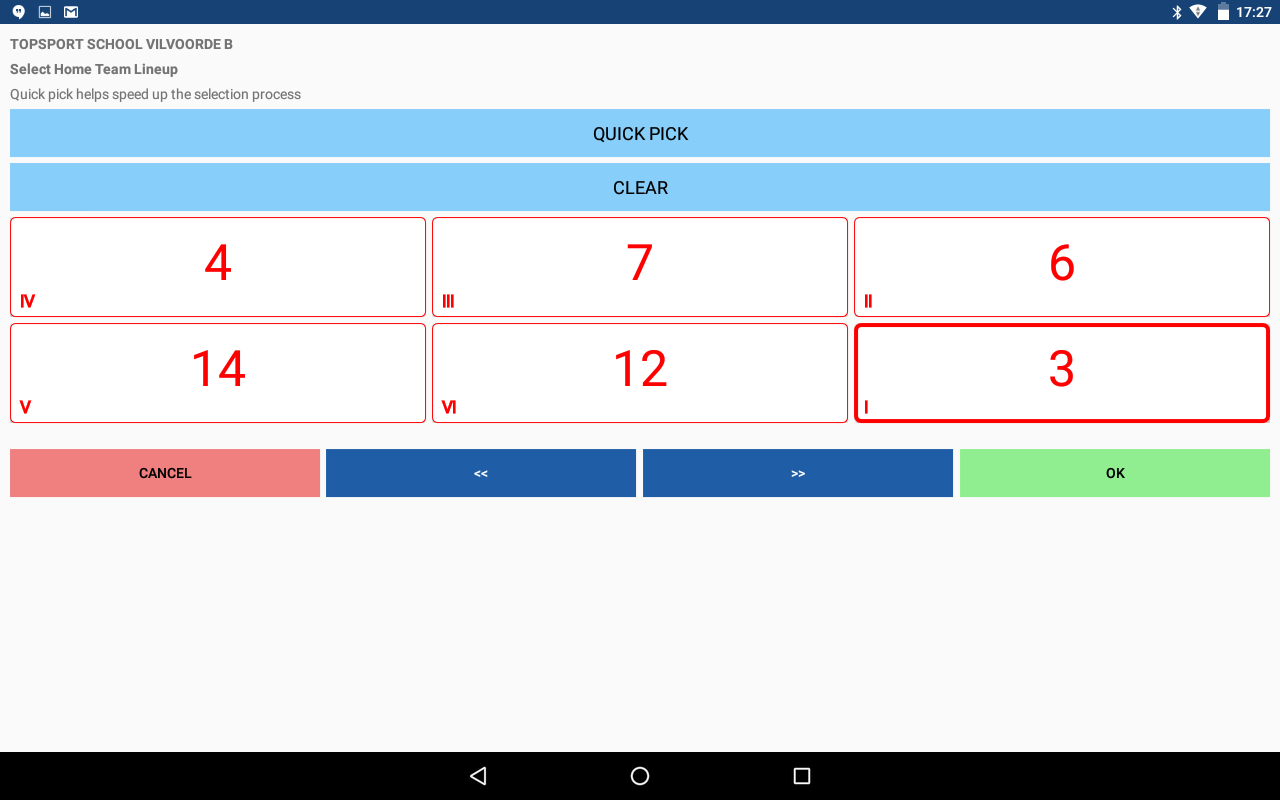 17:27
TOPSPORT SCHOOL VILVOORDE B
Select Home Team Lineup
Quick pick helps speed up the selection process
QUICK PICK
CLEAR
4 7 6
IV III II
14 12 3
V VI I
CANCEL << >> OK